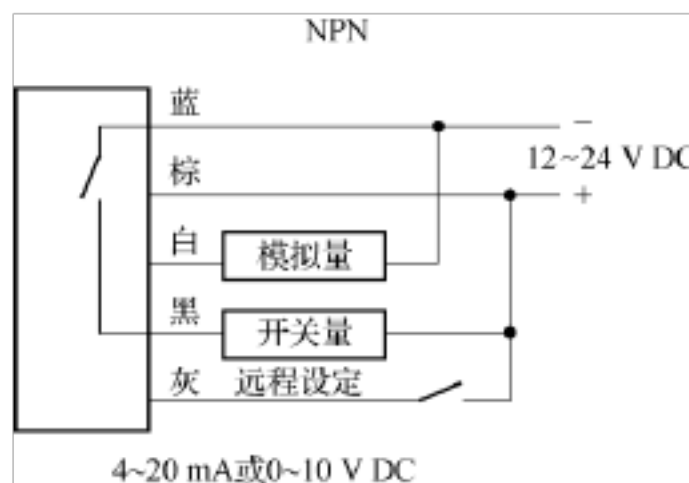 NPN
蓝
−
12~24 V DC
棕
+
白
模拟量
黑
开关量
灰
远程设定
4~20 mA或0~10 V DC